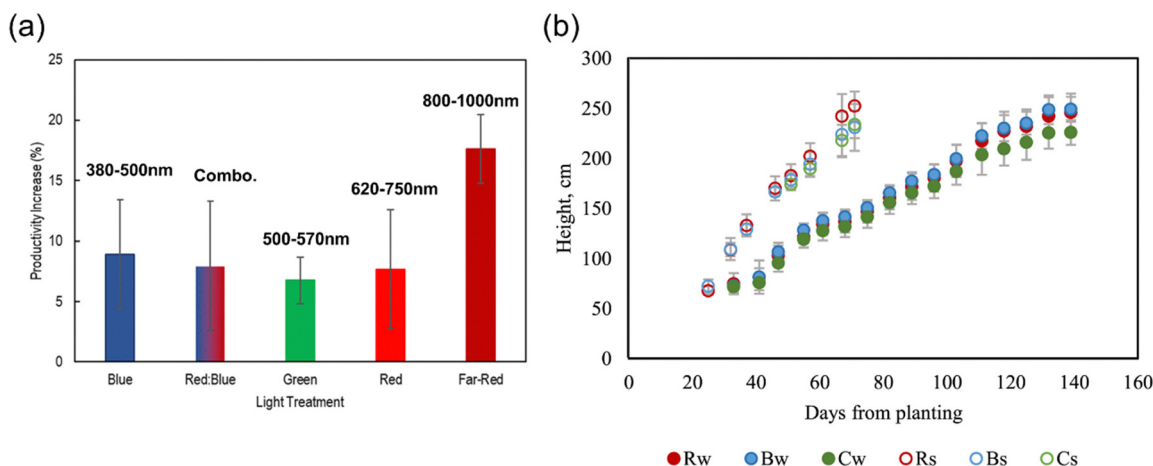 (a)
25
20
15
10
5
0
Productivity Increase (%)
380-500nm
Combo.
500-570nm
620-750nm
800-1000nm
Blue Red:Blue Green Red Far-Red
Light Treatment
(b)
300
250
200
150
100
50
0
Height, cm
0 20 40 60 80 100 120 140 160
Days from planting
Rw Bw Cw Rs Bs Cs